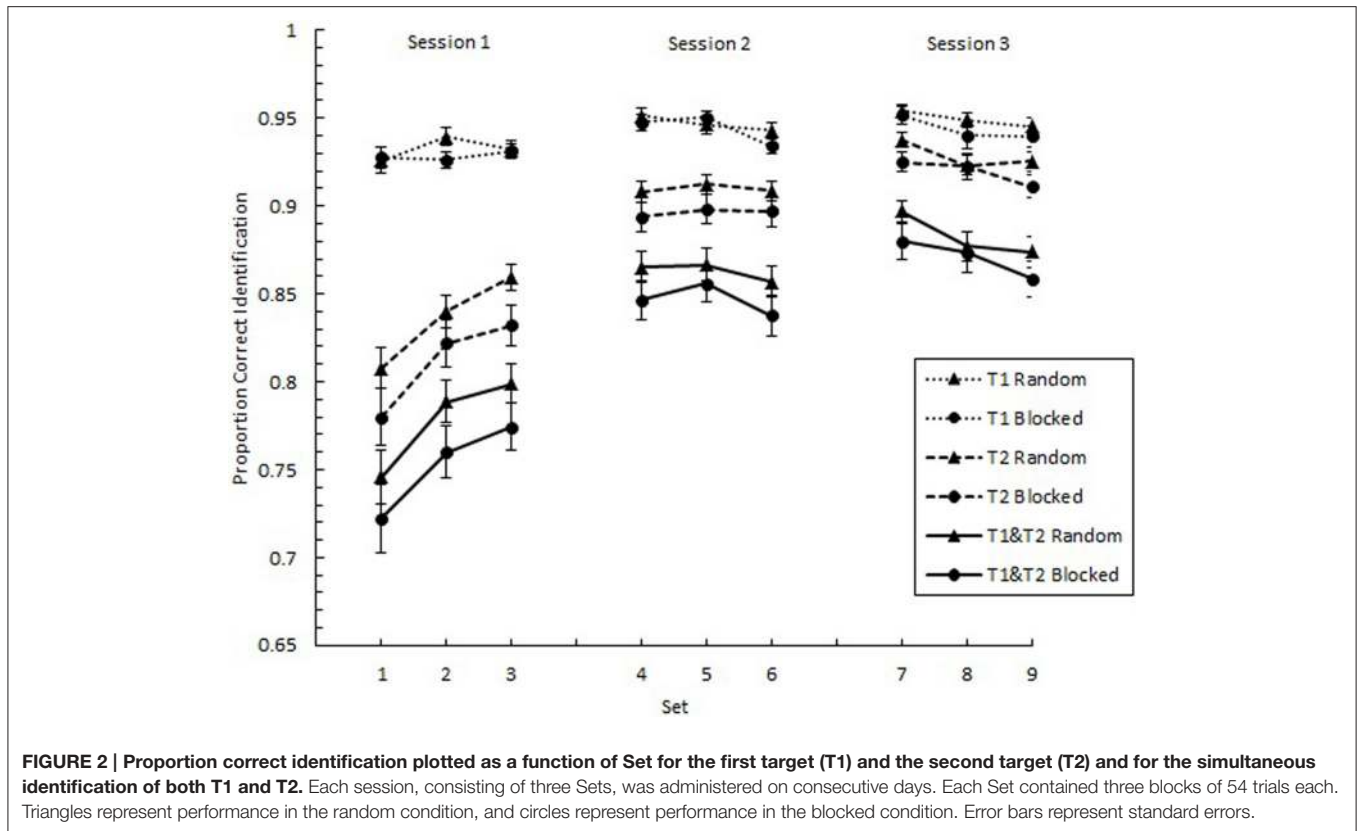 1
Session 1 Session 2 Session 3
0.95
0.9
0.85
0.8
0.75
0.7
0.65
Proportion Correct Identification
T1 Random
T1 Blocked
T2 Random
T2 Blocked
T1&T2 Random
T1&T2 Blocked
1 2 3 4 5 6 7 8 9
Set
FIGURE 2 | Proportion correct identification plotted as a function of Set for the first target (T1) and the second target (T2) and for the simultaneous
identification of both T1 and T2. Each session, consisting of three Sets, was administered on consecutive days. Each Set contained three blocks of 54 trials each.
Triangles represent performance in the random condition, and circles represent performance in the blocked condition. Error bars represent standard errors.